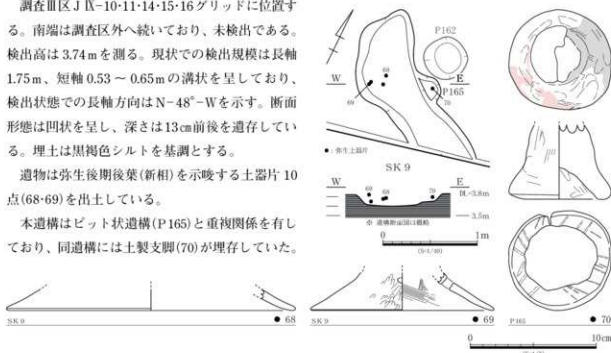 調査Ⅲ区JⅨ-10・11・14・15・16グリッドに位置す
る。南端は調査区外へ続いており、未検出である。
検出高は3.74mを測る。現状での検出規模は長軸
1.75m、短軸0.53～0.65mの溝状を呈しており、
検出状態での長軸方向はN-48°-Wを示す。断面
形態は凹状を呈し、深さは13㎝前後を遺存してい
る。埋土は黒褐色シルトを基調とする。
遺物は弥生後期後葉(新相)を示唆する土器片10
点(68・69)を出土している。
本遺構はピット状遺構(P165)と重複関係を有し
ており、同遺構には土製支脚(70)が埋存していた。
P162
68
W
E
P165
69
70
●：弥生土器片
SK 9
W
E
69
68
70
DL=3.8m
3.5m
※ 遺構断面図は概略
0
1m
(S=1/40)
SK 9
● 68
SK 9
● 69
P165
● 70
0
10cm